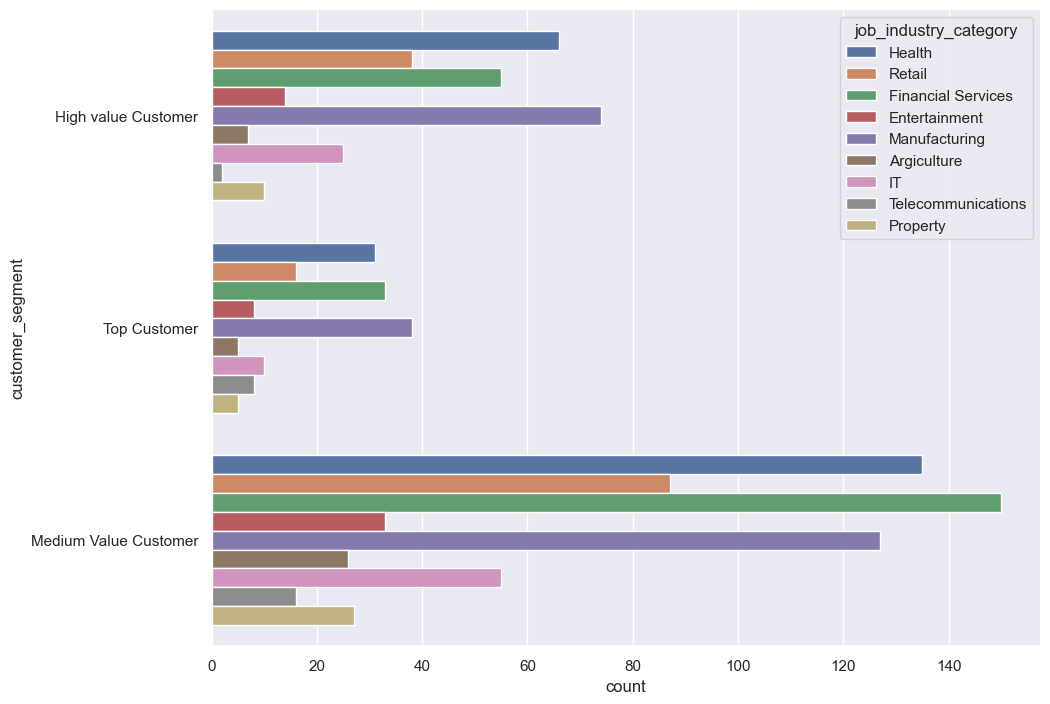 job_industry_category
Health
Retail
Financial Services
Entertainment
Manufacturing
Argiculture
IT
Telecommunications
Property
customer_segment
High value Customer
Top Customer
Medium Value Customer
0 20 40 60 80 100 120 140
count